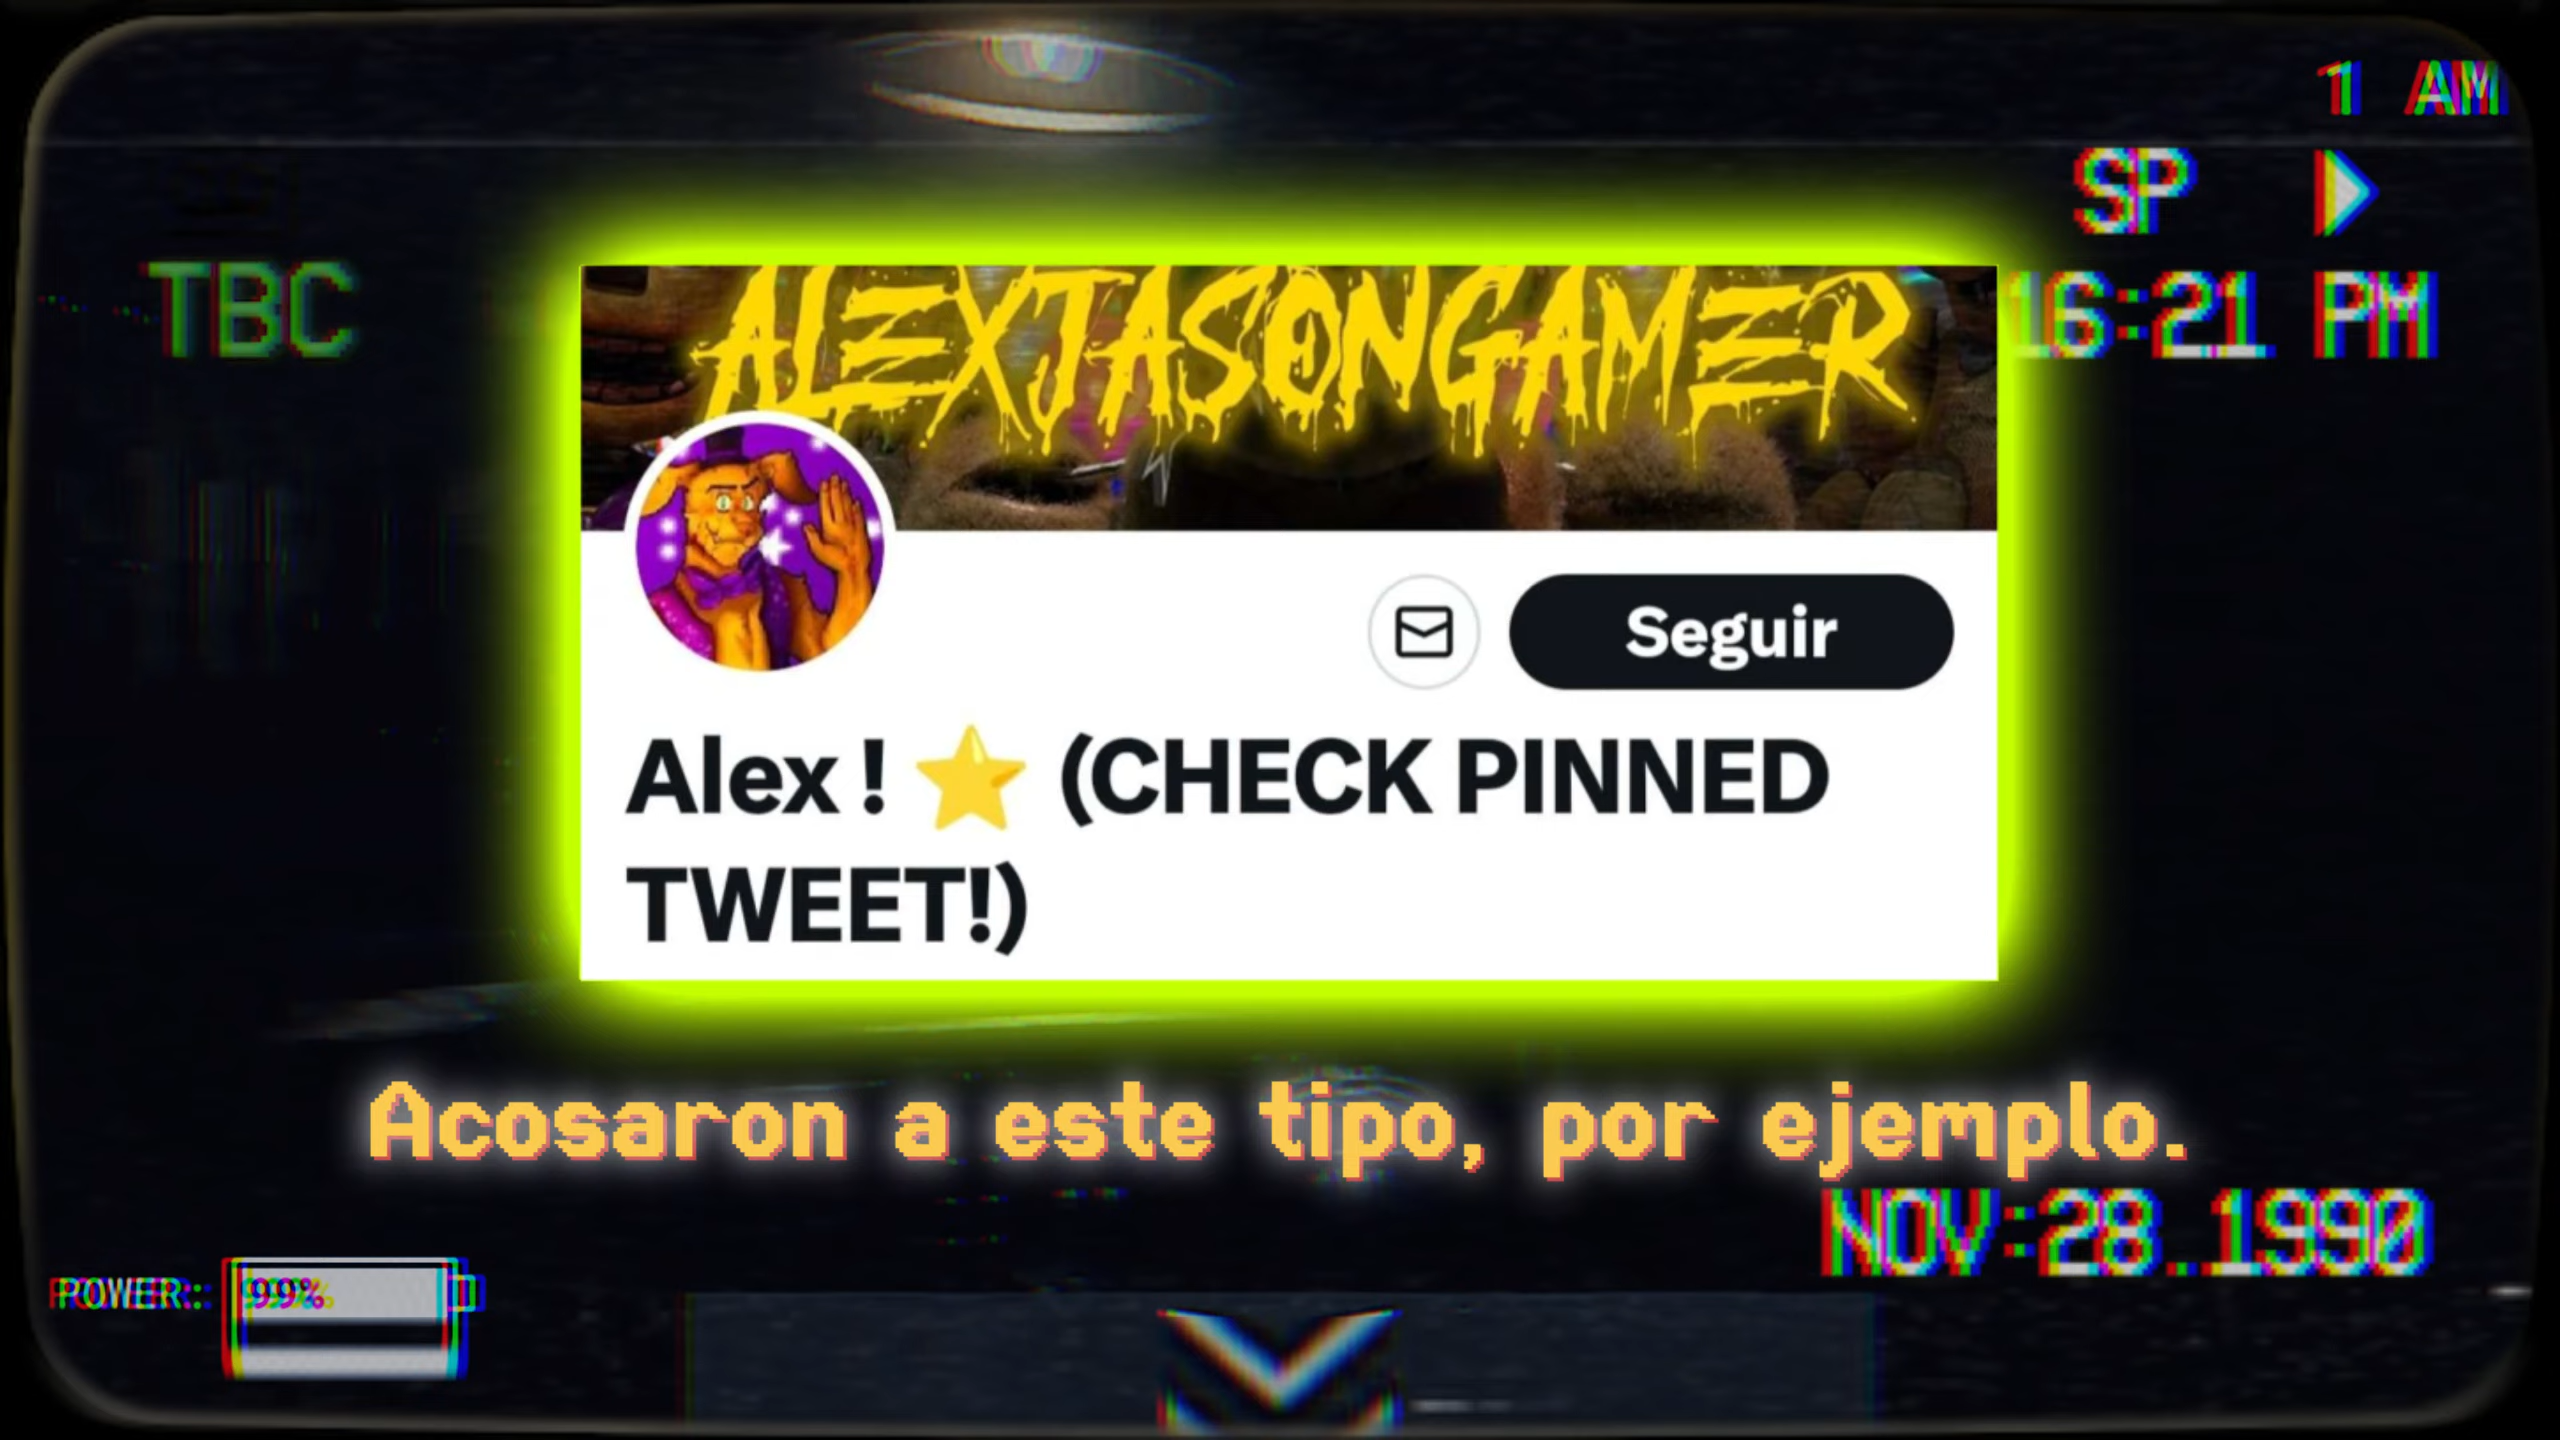 1 AM
SP
TBC
16:21 PM
ALEXJASONGAMER
Seguir
Alex ! ⭐ (CHECK PINNED
TWEET!)
Acosaron a este tipo, por ejemplo.
NOV:28.1990
POWER: 99%